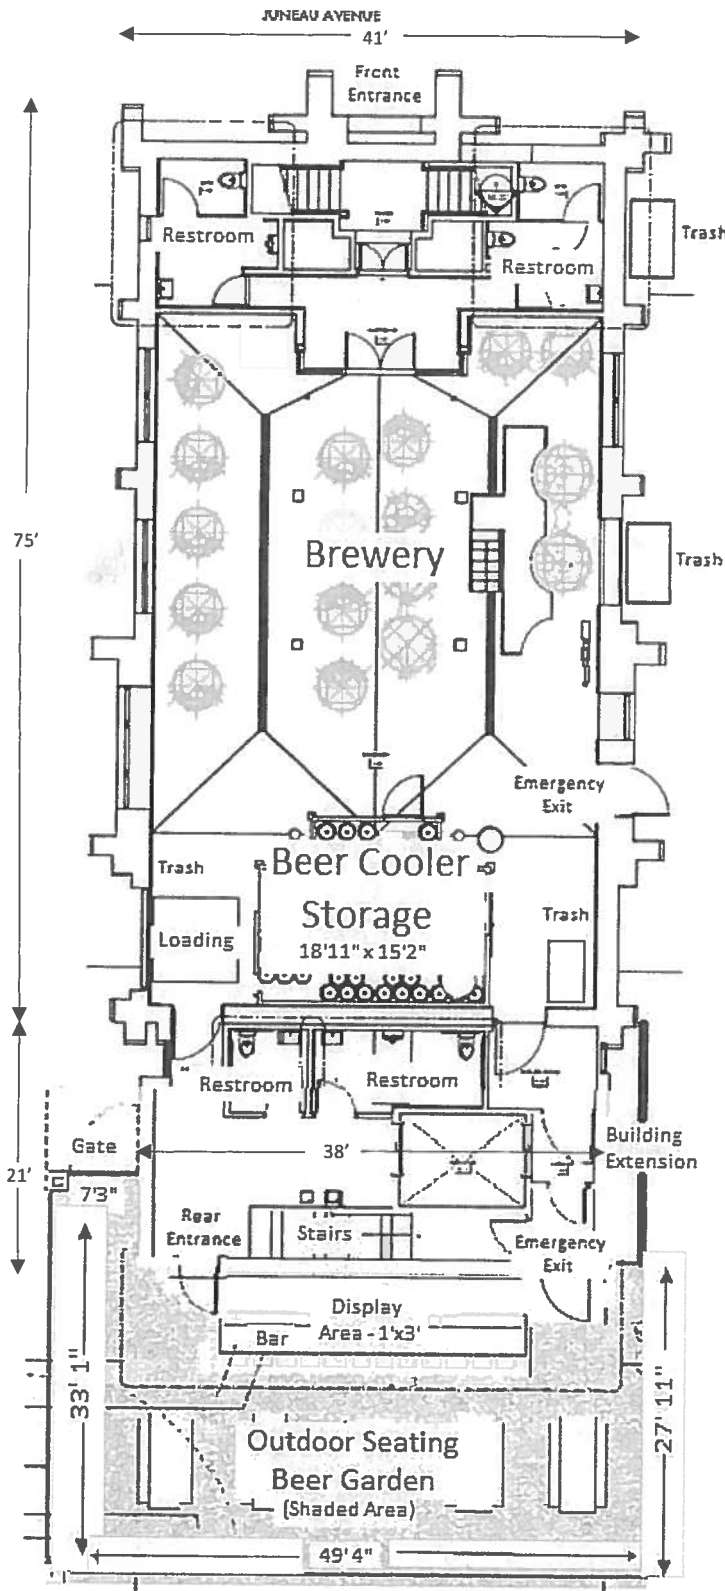 JUNEAU AVENUE
41'
Front
Entrance
Restroom
Trash
Restroom
75'
Brewery
Trash
Emergency
Exit
Trash
Beer Cooler
Storage
18'11" x 15'2"
Loading
Trash
Restroom
Restroom
Gate
38'
Building
Extension
21'
7'3"
Rear
Entrance
Stairs
Emergency
Exit
Display
Area - 1'x3'
Bar
33' 1"
27' 11"
Outdoor Seating
Beer Garden
(Shaded Area)
49'4"